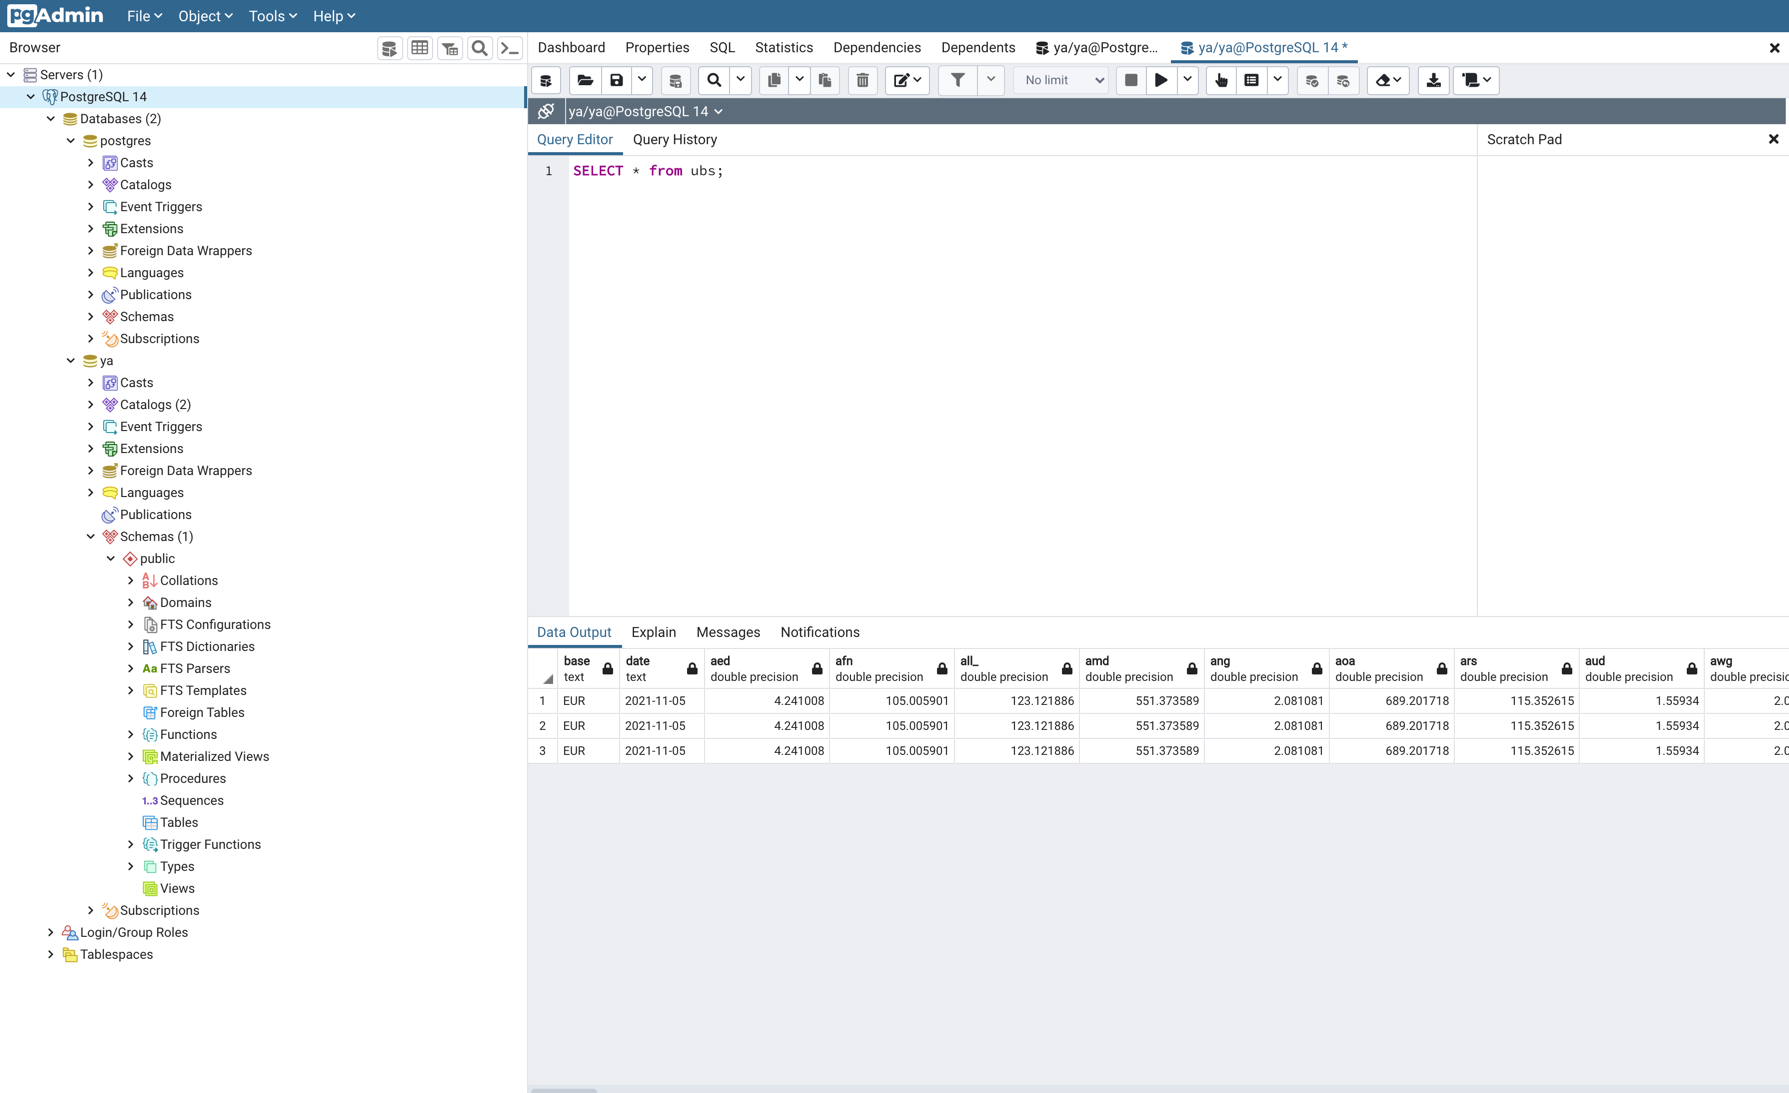 pgAdmin File Object Tools Help
Browser
Dashboard Properties SQL Statistics Dependencies Dependents ya/ya@Postgre... ya/ya@PostgreSQL 14 *
No limit
ya/ya@PostgreSQL 14
Query Editor Query History
Scratch Pad
1 SELECT * from ubs;
Servers (1)
PostgreSQL 14
Databases (2)
postgres
Casts
Catalogs
Event Triggers
Extensions
Foreign Data Wrappers
Languages
Publications
Schemas
Subscriptions
ya
Casts
Catalogs (2)
Event Triggers
Extensions
Foreign Data Wrappers
Languages
Publications
Schemas (1)
public
Collations
Domains
FTS Configurations
FTS Dictionaries
Aa FTS Parsers
FTS Templates
Foreign Tables
Functions
Materialized Views
Procedures
1..3 Sequences
Tables
Trigger Functions
Types
Views
Subscriptions
Login/Group Roles
Tablespaces
Data Output Explain Messages Notifications
base date aed afn all_ amd ang aoa ars aud awg
text text double precision double precision double precision double precision double precision double precision double precision double precision double precisio
1 EUR 2021-11-05 4.241008 105.005901 123.121886 551.373589 2.081081 689.201718 115.352615 1.55934 2.0
2 EUR 2021-11-05 4.241008 105.005901 123.121886 551.373589 2.081081 689.201718 115.352615 1.55934 2.0
3 EUR 2021-11-05 4.241008 105.005901 123.121886 551.373589 2.081081 689.201718 115.352615 1.55934 2.0